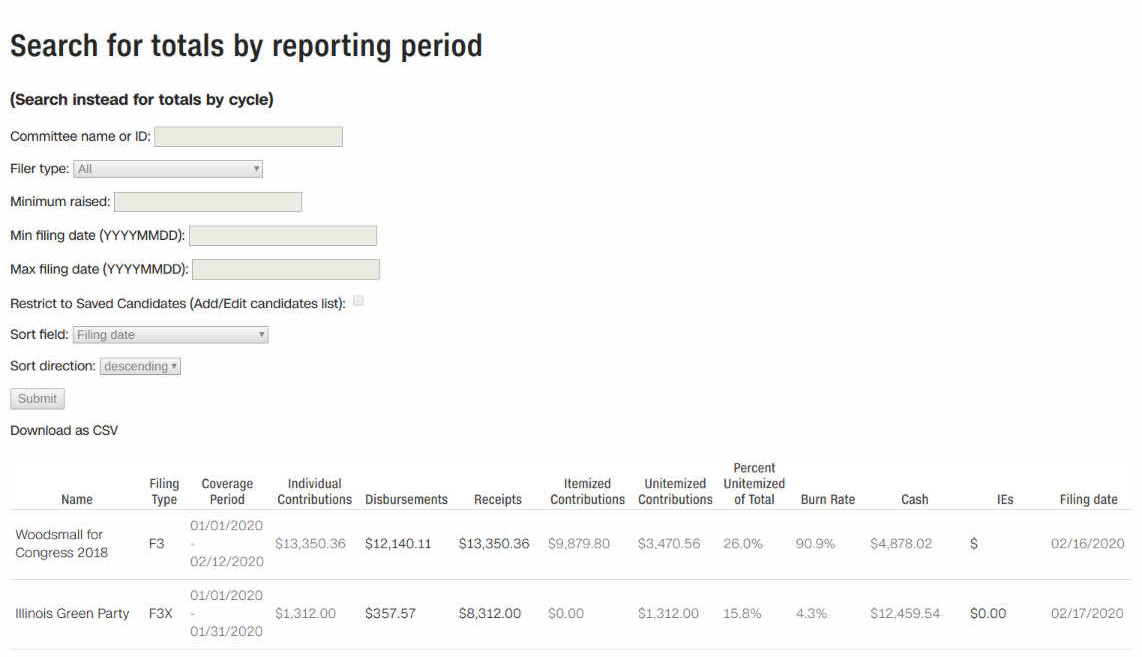 Search for totals by reporting period
(Search instead for totals by cycle)
Committee name or ID:
Filer type: All
Minimum raised:
Min filing date (YYYYMMDD):
Max filing date (YYYYMMDD):
Restrict to Saved Candidates (Add/Edit candidates list):
Sort field: Filing date
Sort direction: descending
Submit
Download as CSV
Name Filing Type Coverage Period Individual Contributions Disbursements Receipts Itemized Contributions Unitemized Contributions Percent Unitemized of Total Burn Rate Cash IEs Filing date
Woodsmall for Congress 2018 F3 01/01/2020 - 02/12/2020 $13,350.36 $12,140.11 $13,350.36 $9,879.80 $3,470.56 26.0% 90.9% $4,878.02 $ 02/16/2020
Illinois Green Party F3X 01/01/2020 - 01/31/2020 $1,312.00 $357.57 $8,312.00 $0.00 $1,312.00 15.8% 4.3% $12,459.54 $0.00 02/17/2020